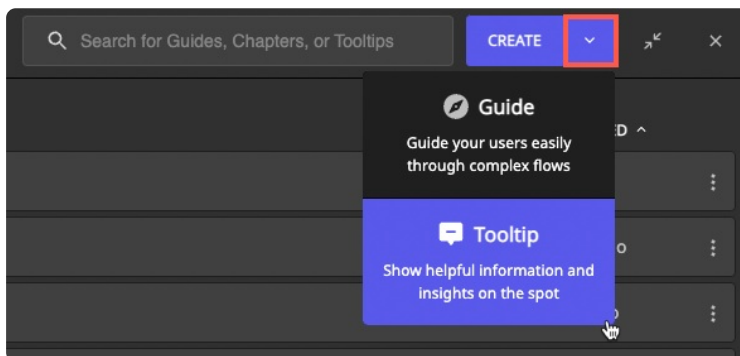 Search for Guides, Chapters, or Tooltips
CREATE
Guide
Guide your users easily
through complex flows
ED
Tooltip
Show helpful information and
insights on the spot
o